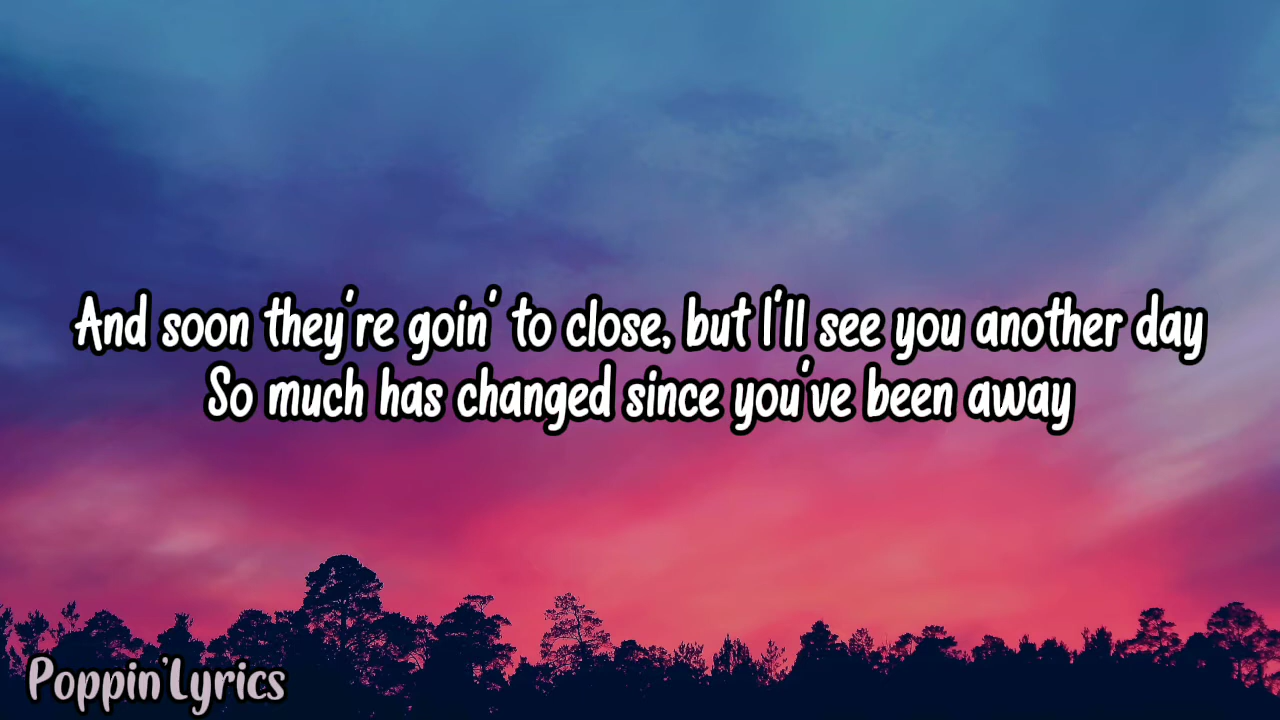 And soon they're goin' to close, but I'll see you another day
So much has changed since you've been away
Poppin'Lyrics